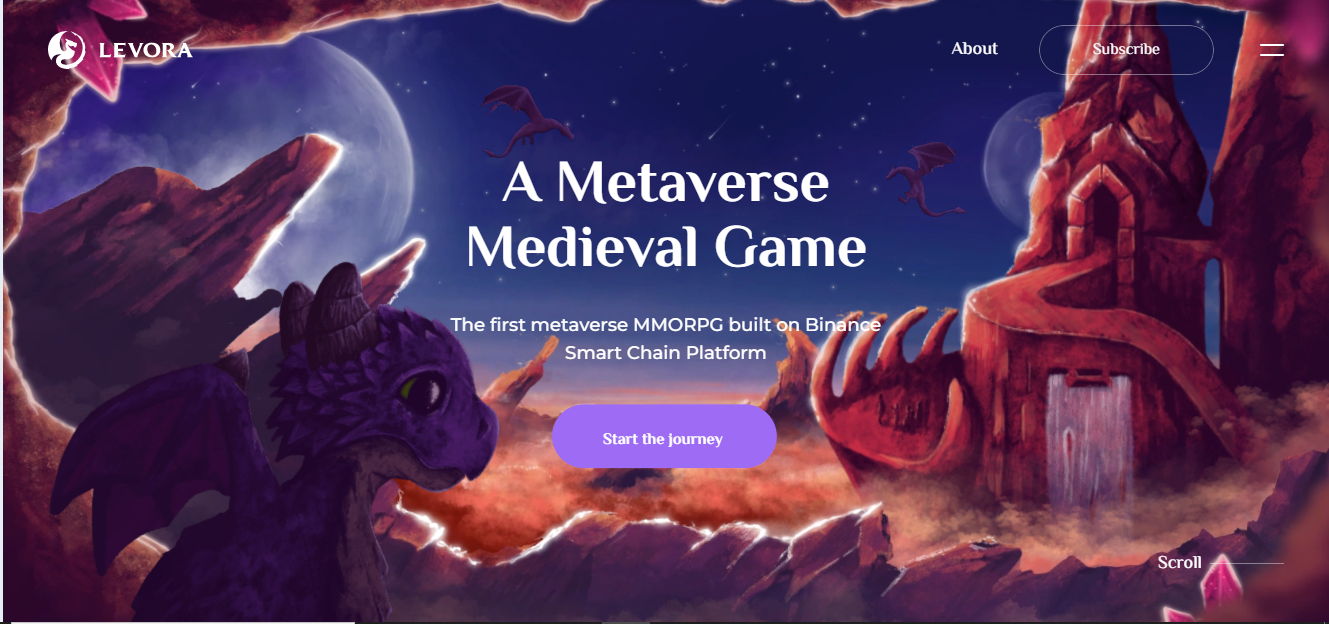 LEVORA
About
Subscribe
A Metaverse
Medieval Game
The first metaverse MMORPG built on Binance
Smart Chain Platform
Start the journey
Scroll